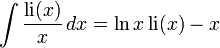 ∫ li(x)/x dx = ln x li(x) − x